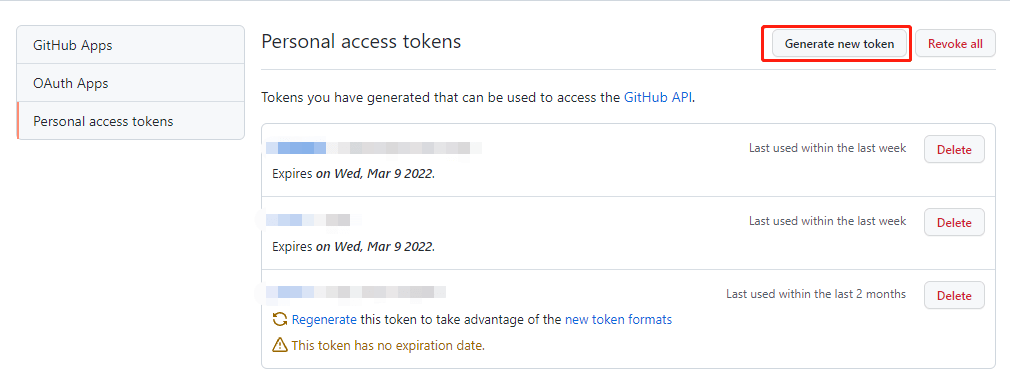 GitHub Apps
OAuth Apps
Personal access tokens
Personal access tokens
Generate new token
Revoke all
Tokens you have generated that can be used to access the GitHub API.
Last used within the last week
Delete
Expires on Wed, Mar 9 2022.
Last used within the last week
Delete
Expires on Wed, Mar 9 2022.
Last used within the last 2 months
Delete
Regenerate this token to take advantage of the new token formats
This token has no expiration date.